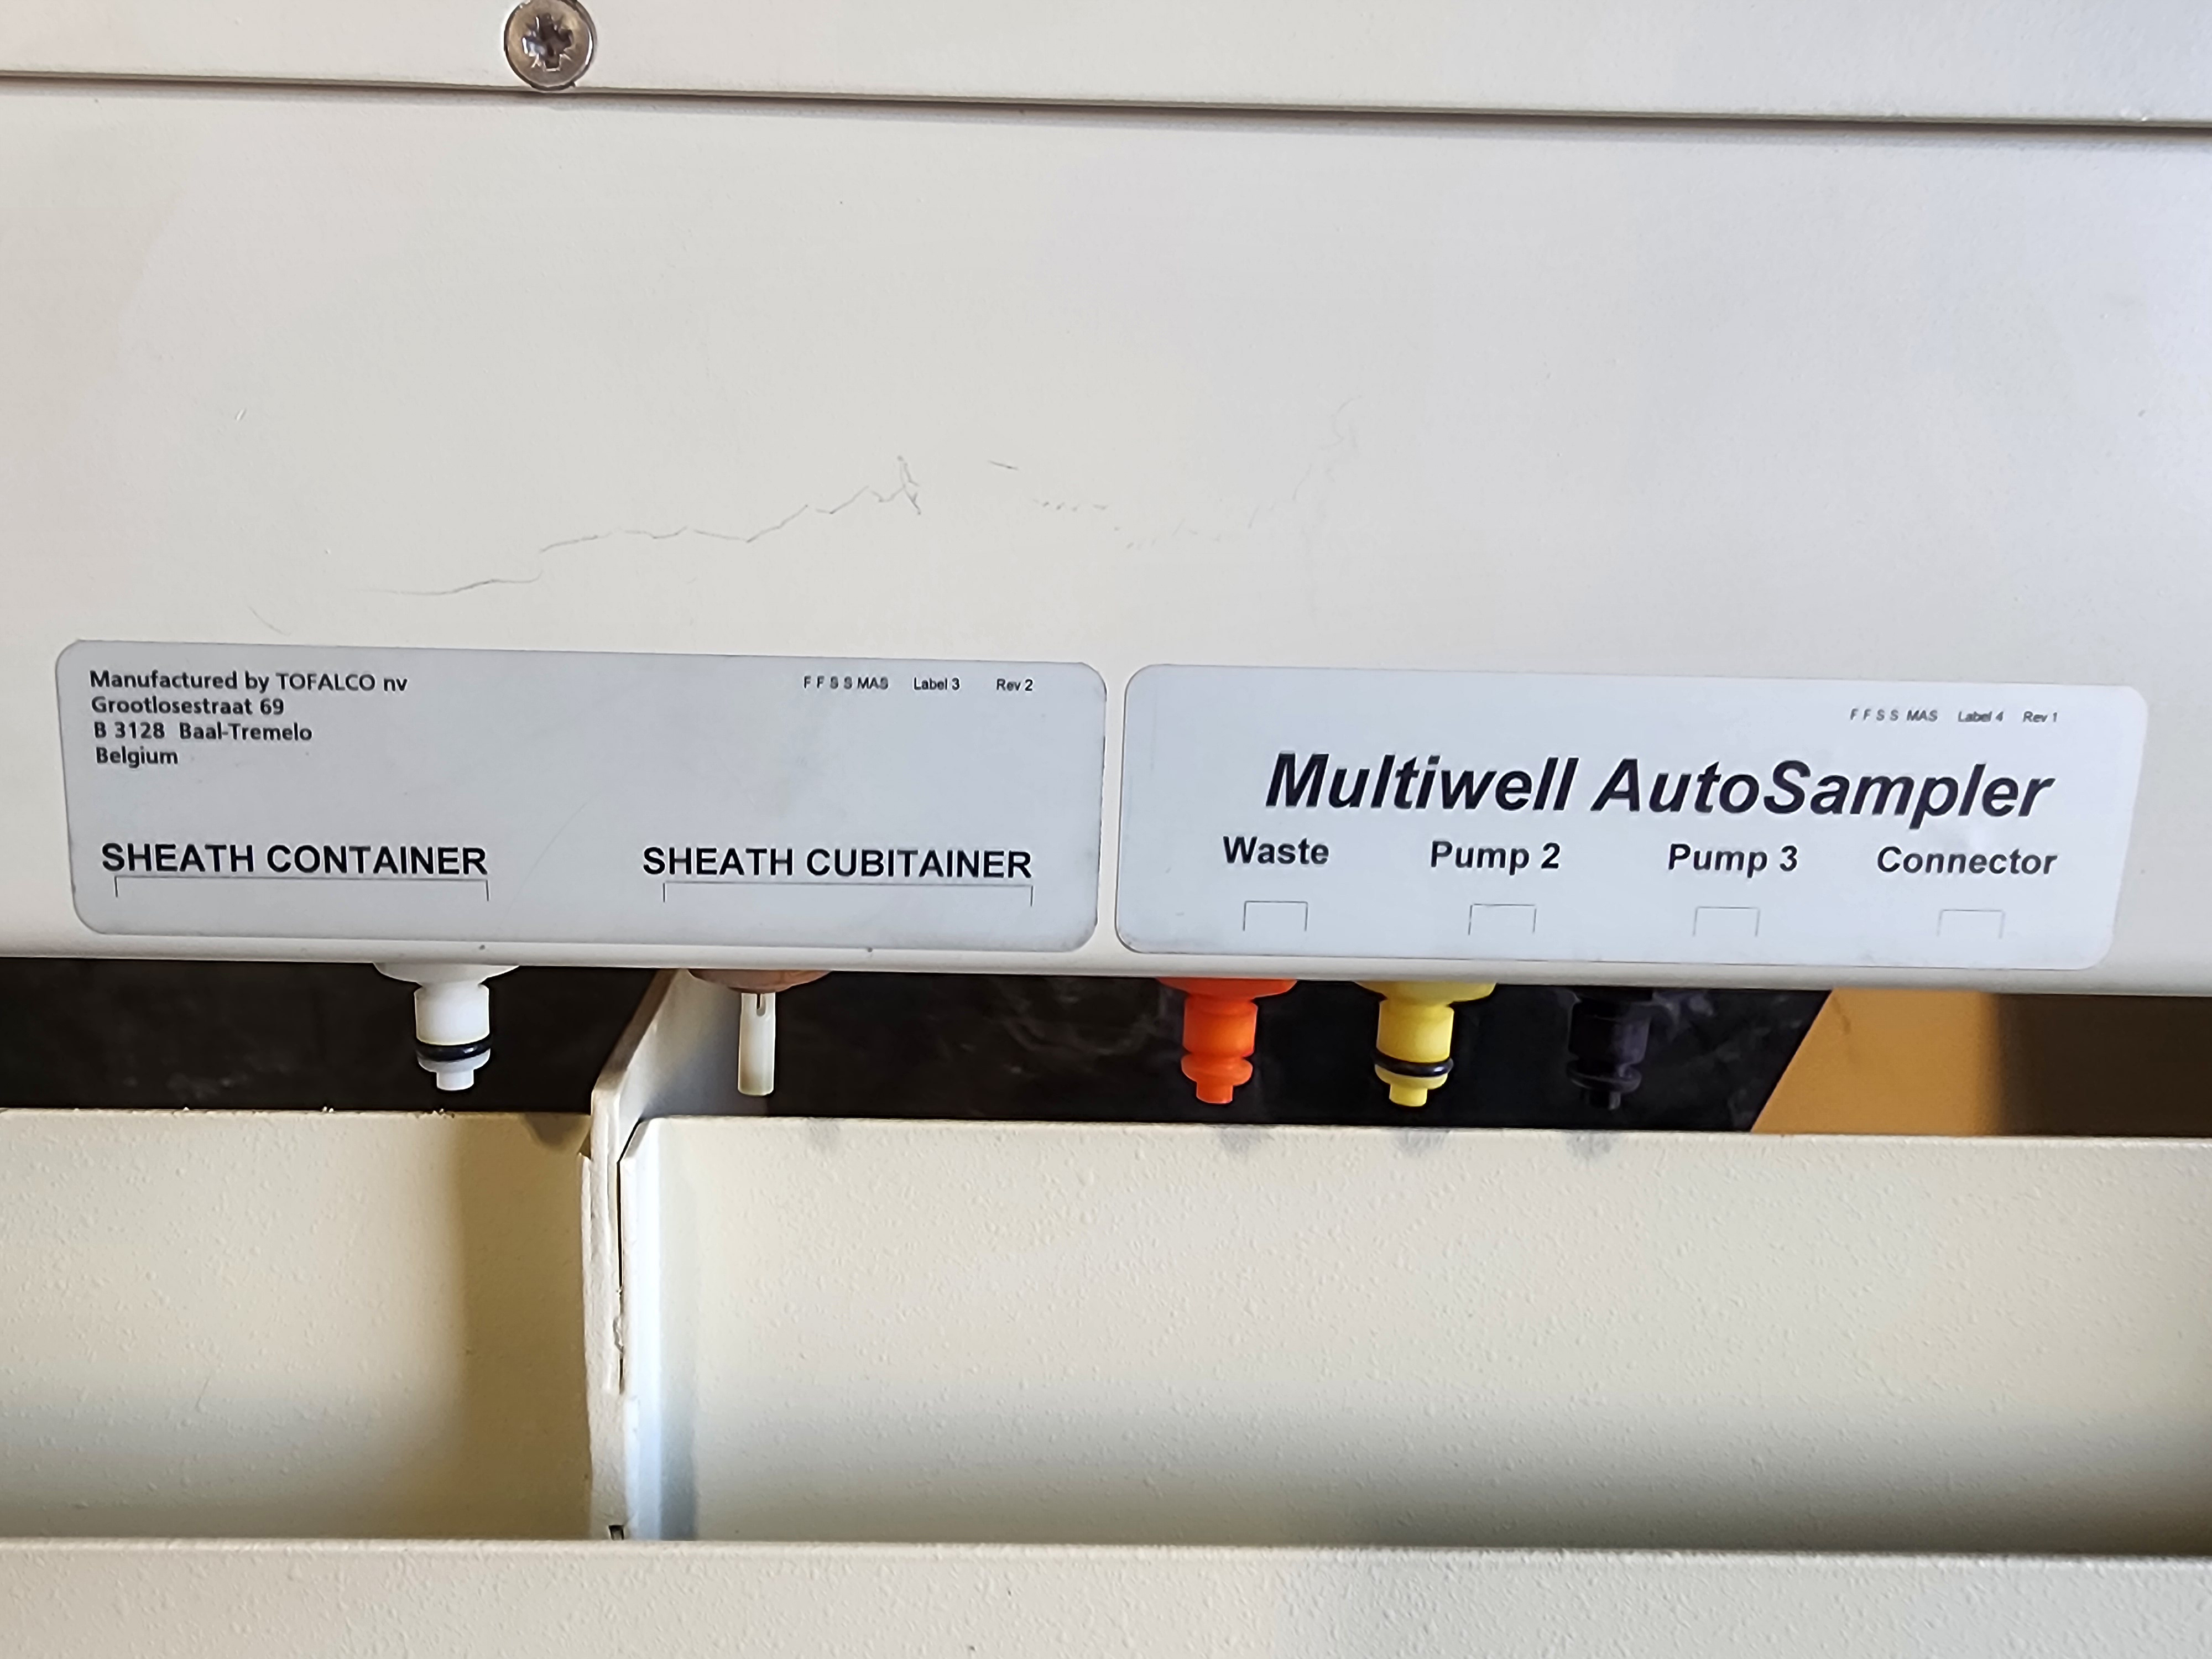 Manufactured by TOFALCO nv
Grootlosestraat 69
B 3128 Baal-Tremelo
Belgium
F F S S MAS Label 3 Rev 2
SHEATH CONTAINER
SHEATH CUBITAINER
F F S S MAS Label 4 Rev 1
Multiwell AutoSampler
Waste Pump 2 Pump 3 Connector